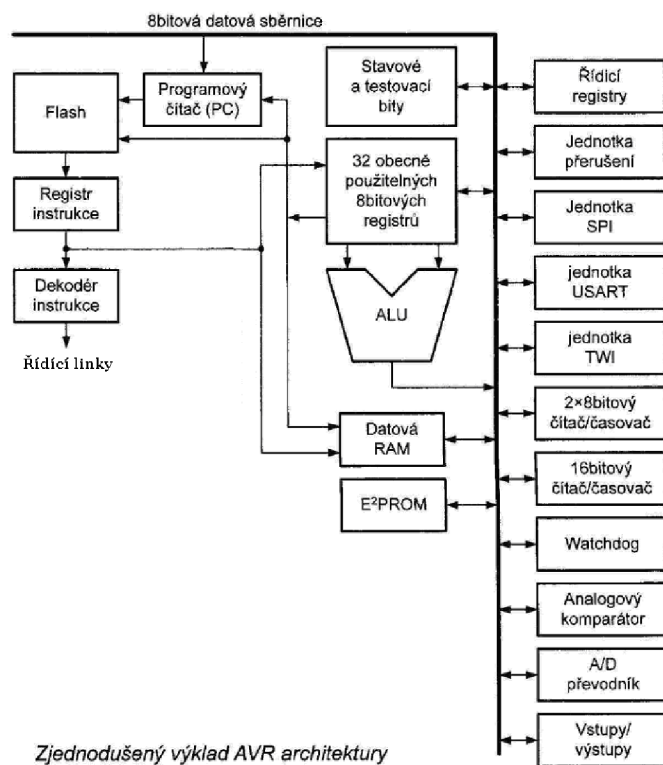 8bitová datová sběrnice
Flash
Programový
čítač (PC)
Registr
instrukce
Dekodér
instrukce
Řídící linky
Stavové
a testovací
bity
32 obecně
použitelných
8bitových
registrů
ALU
Datová
RAM
E²PROM
Řídicí
registry
Jednotka
přerušení
Jednotka
SPI
jednotka
USART
jednotka
TWI
2×8bitový
čítač/časovač
16bitový
čítač/časovač
Watchdog
Analogový
komparátor
A/D
převodník
Vstupy/
výstupy
Zjednodušený výklad AVR architektury